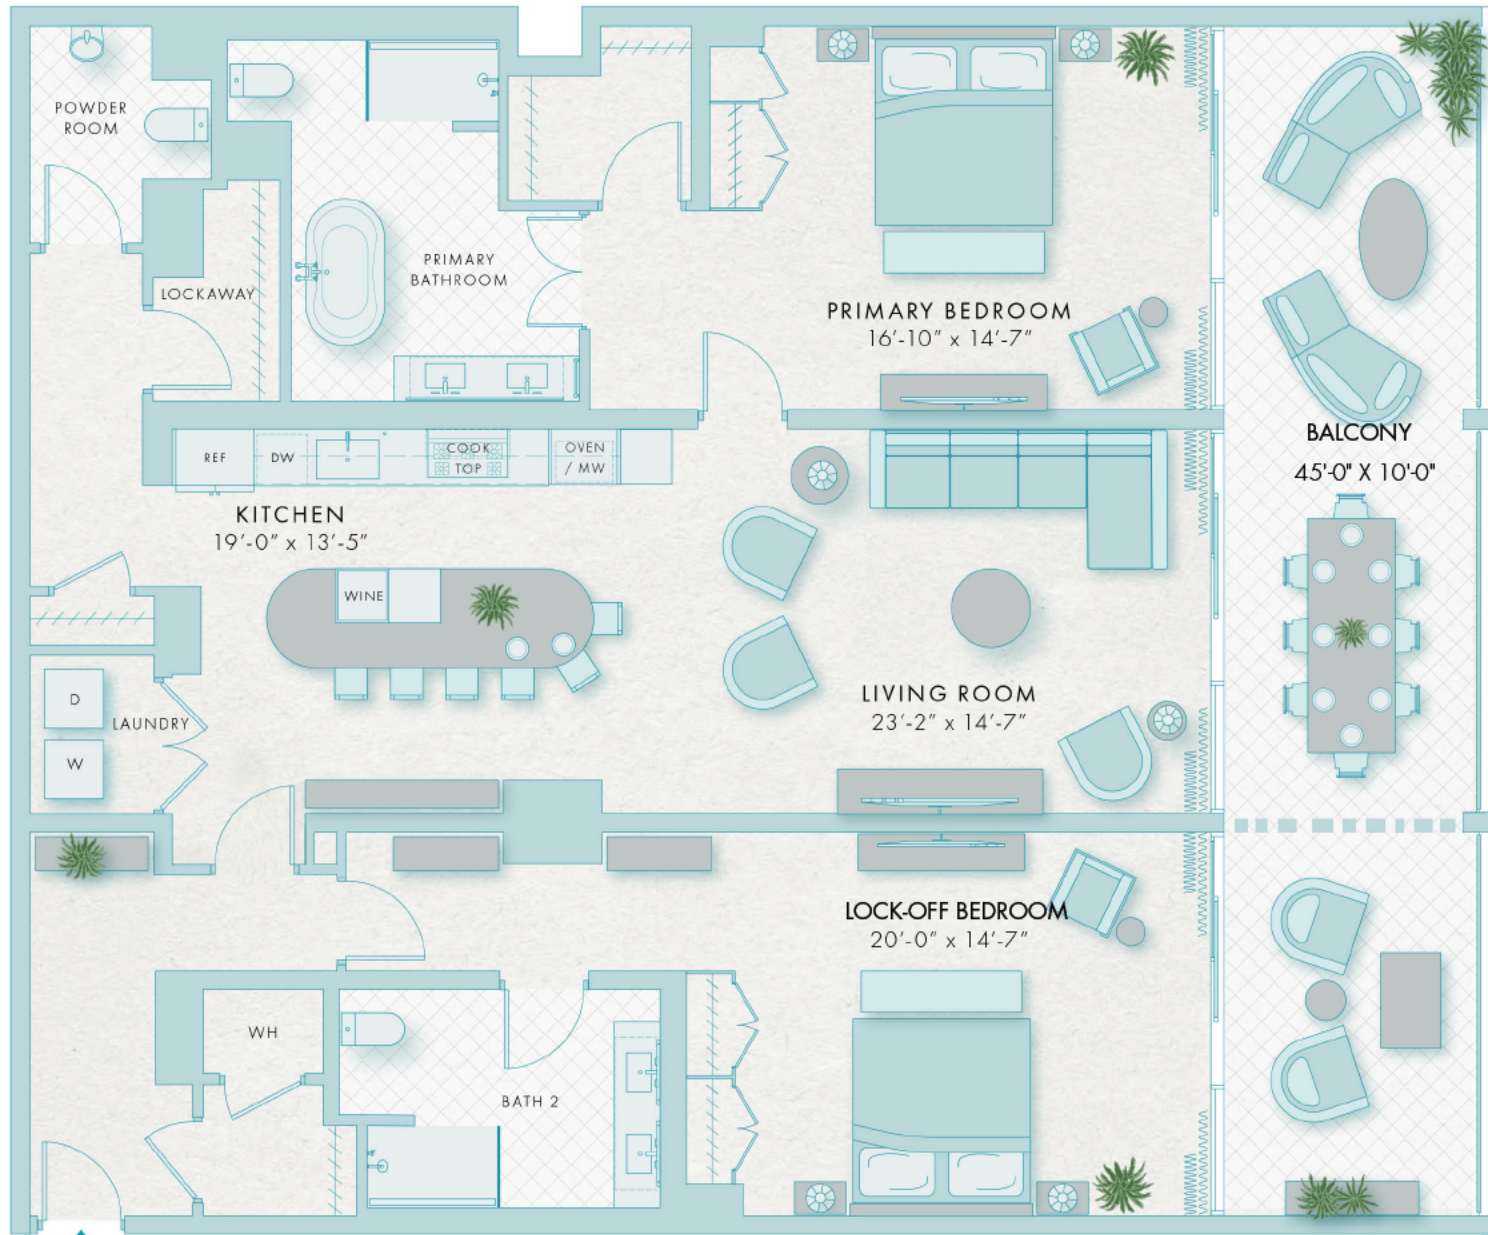 POWDER
ROOM
PRIMARY
BATHROOM
LOCKAWAY
PRIMARY BEDROOM
16'-10" x 14'-7"
BALCONY
45'-0" X 10'-0"
REF
DW
COOK
TOP
OVEN
/ MW
KITCHEN
19'-0" x 13'-5"
WINE
LIVING ROOM
23'-2" x 14'-7"
D
LAUNDRY
W
LOCK-OFF BEDROOM
20'-0" x 14'-7"
WH
BATH 2